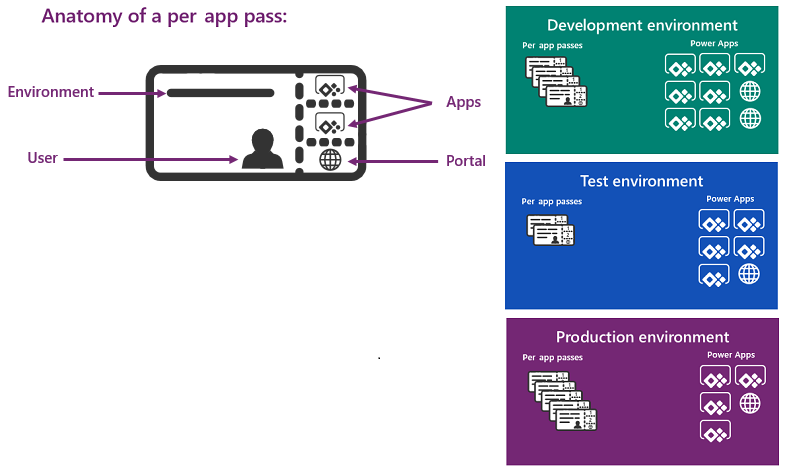 Anatomy of a per app pass:
Environment
User
Apps
Portal
Development environment
Per app passes
Power Apps
Test environment
Per app passes
Power Apps
Production environment
Per app passes
Power Apps